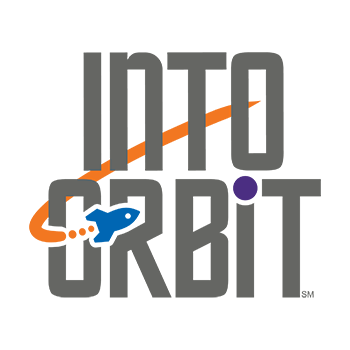 INTO
ORBiT
SM